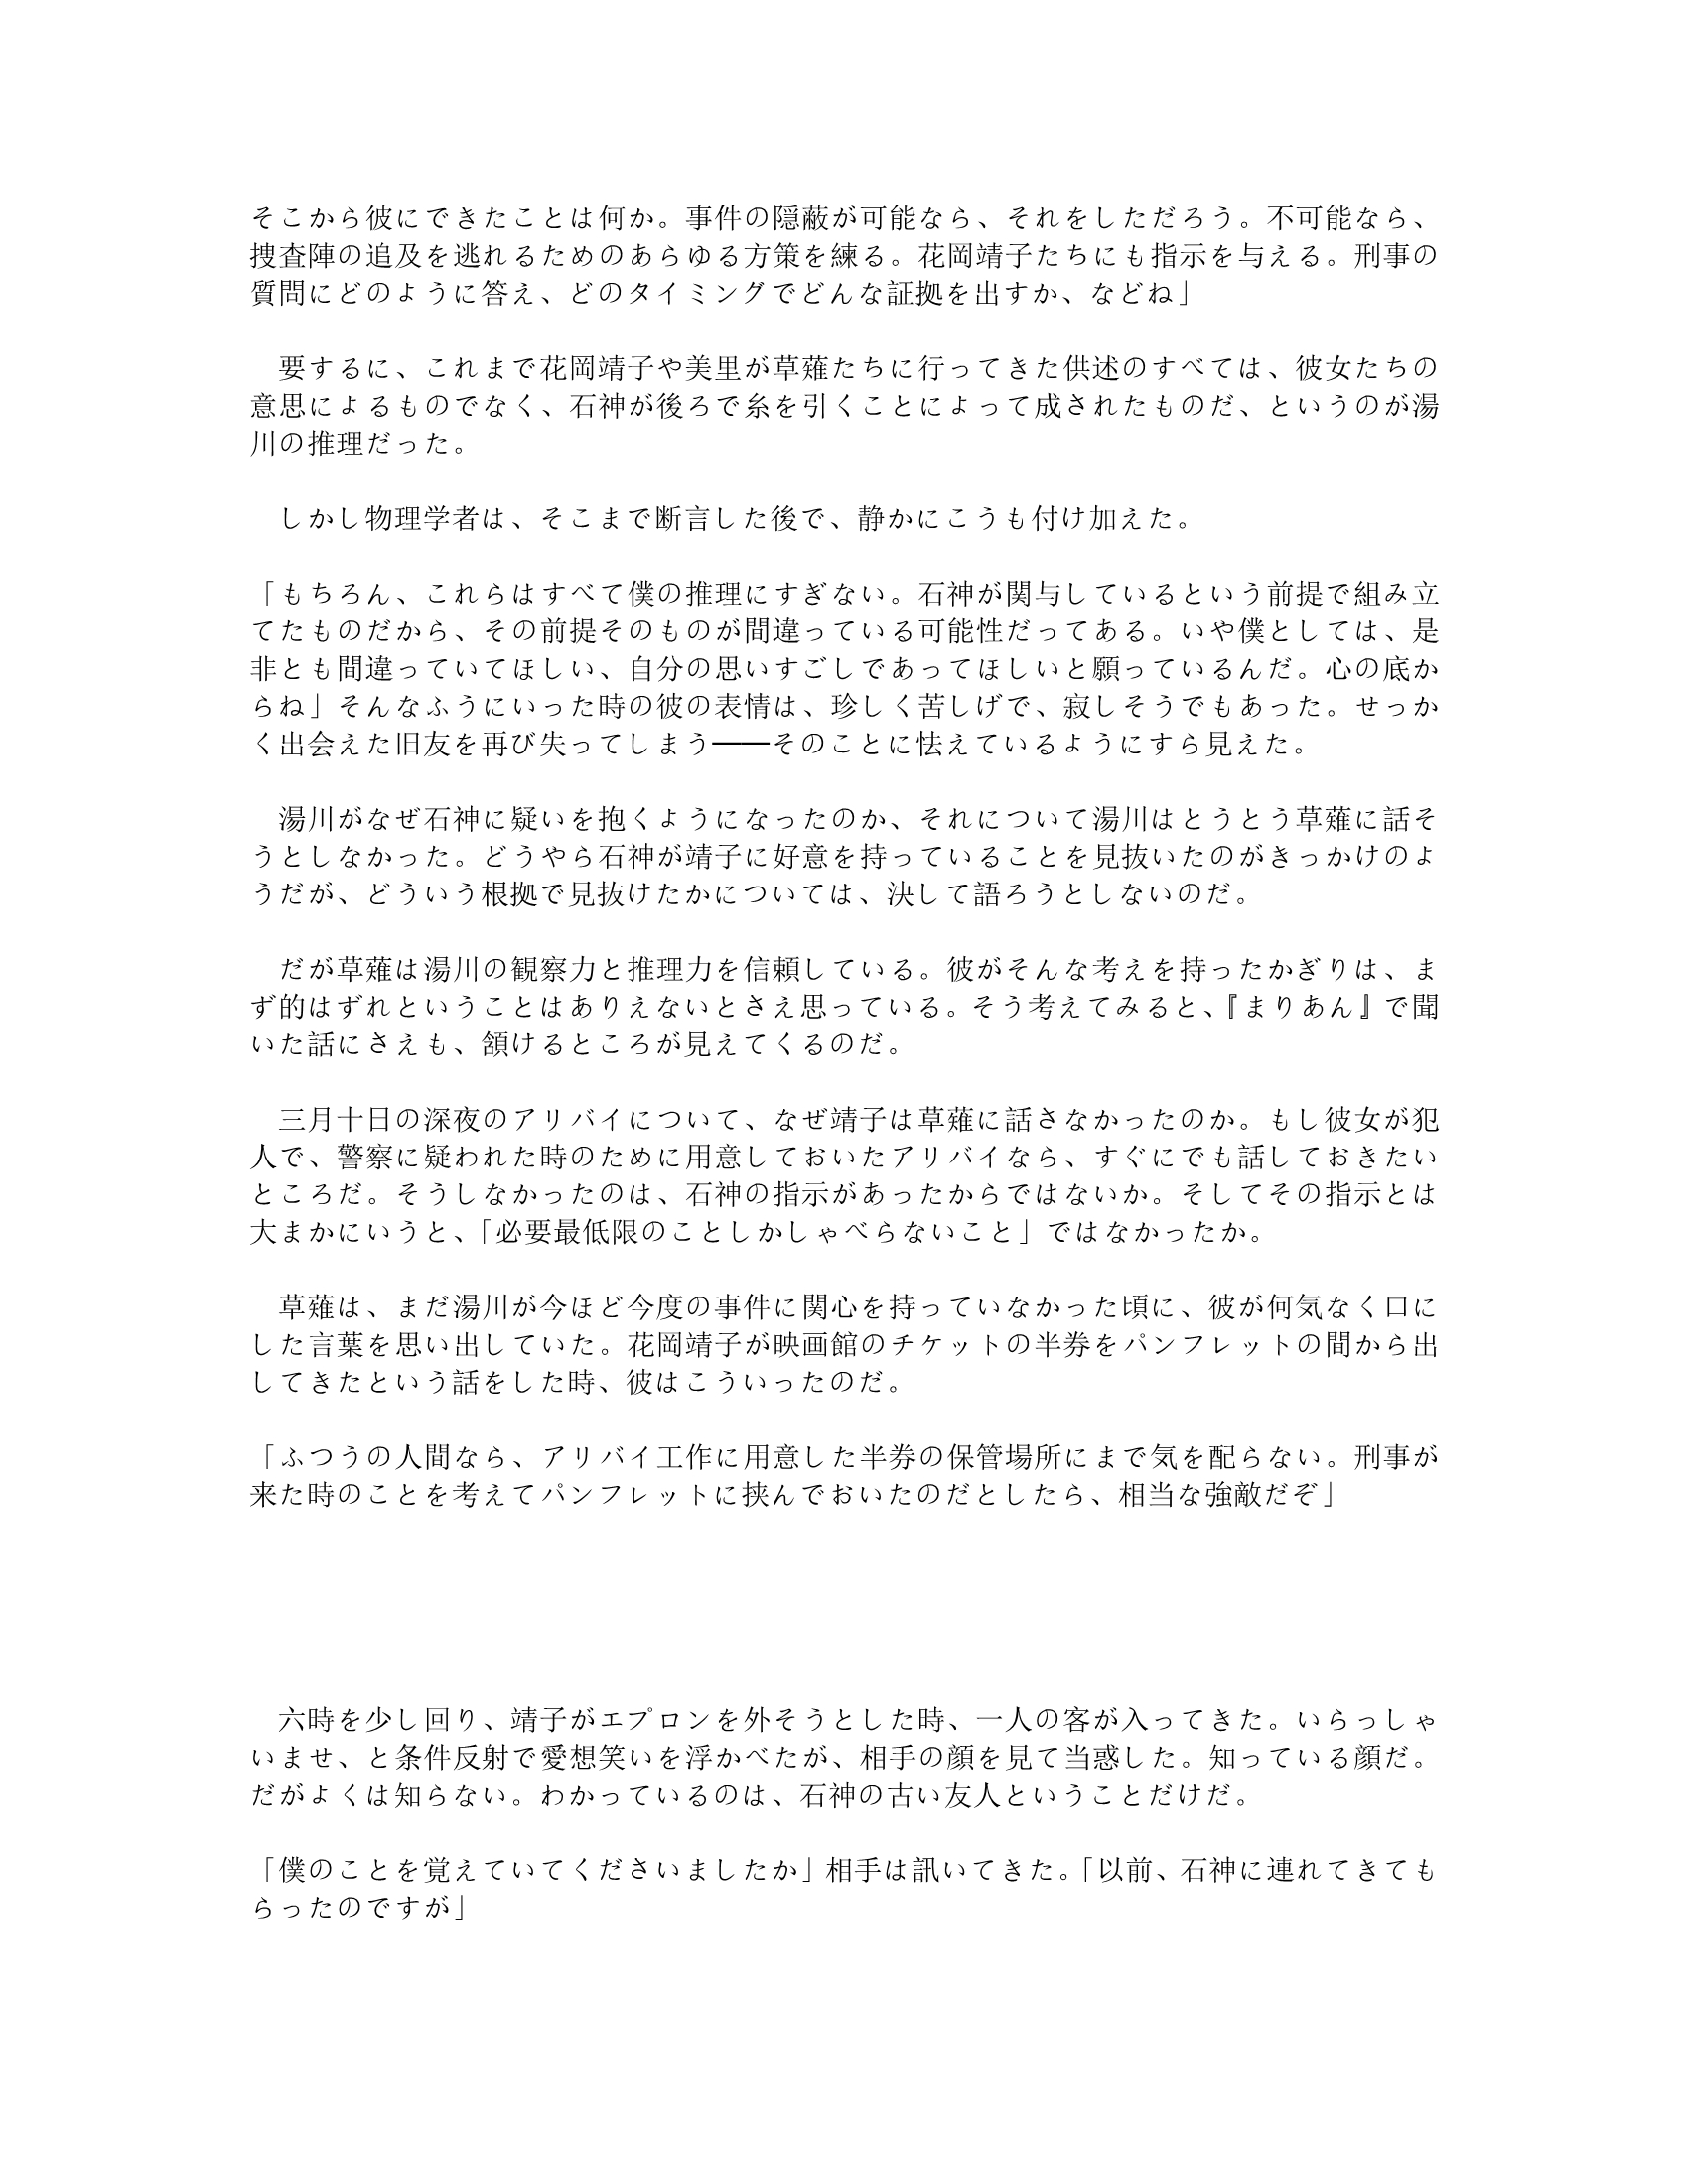 そこから彼にできたことは何か。事件の隠蔽が可能なら、それをしただろう。不可能なら、
捜査陣の追及を逃れるためのあらゆる方策を練る。花岡靖子たちにも指示を与える。刑事の
質問にどのように答え、どのタイミングでどんな証拠を出すか、などね」
　要するに、これまで花岡靖子や美里が草薙たちに行ってきた供述のすべては、彼女たちの
意思によるものでなく、石神が後ろで糸を引くことによって成されたものだ、というのが湯
川の推理だった。
　しかし物理学者は、そこまで断言した後で、静かにこうも付け加えた。
「もちろん、これらはすべて僕の推理にすぎない。石神が関与しているという前提で組み立
てたものだから、その前提そのものが間違っている可能性だってある。いや僕としては、是
非とも間違っていてほしい、自分の思いすごしであってほしいと願っているんだ。心の底か
らね」そんなふうにいった時の彼の表情は、珍しく苦しげで、寂しそうでもあった。せっか
く出会えた旧友を再び失ってしまう――そのことに怯えているようにすら見えた。
　湯川がなぜ石神に疑いを抱くようになったのか、それについて湯川はとうとう草薙に話そ
うとしなかった。どうやら石神が靖子に好意を持っていることを見抜いたのがきっかけのよ
うだが、どういう根拠で見抜けたかについては、決して語ろうとしないのだ。
　だが草薙は湯川の観察力と推理力を信頼している。彼がそんな考えを持ったかぎりは、ま
ず的はずれということはありえないとさえ思っている。そう考えてみると、『まりあん』で聞
いた話にさえも、頷けるところが見えてくるのだ。
　三月十日の深夜のアリバイについて、なぜ靖子は草薙に話さなかったのか。もし彼女が犯
人で、警察に疑われた時のために用意しておいたアリバイなら、すぐにでも話しておきたい
ところだ。そうしなかったのは、石神の指示があったからではないか。そしてその指示とは
大まかにいうと、「必要最低限のことしかしゃべらないこと」ではなかったか。
　草薙は、まだ湯川が今ほど今度の事件に関心を持っていなかった頃に、彼が何気なく口に
した言葉を思い出していた。花岡靖子が映画館のチケットの半券をパンフレットの間から出
してきたという話をした時、彼はこういったのだ。
「ふつうの人間なら、アリバイ工作に用意した半券の保管場所にまで気を配らない。刑事が
来た時のことを考えてパンフレットに挟んでおいたのだとしたら、相当な強敵だぞ」
　六時を少し回り、靖子がエプロンを外そうとした時、一人の客が入ってきた。いらっしゃ
いませ、と条件反射で愛想笑いを浮かべたが、相手の顔を見て当惑した。知っている顔だ。
だがよくは知らない。わかっているのは、石神の古い友人ということだけだ。
「僕のことを覚えていてくださいましたか」相手は訊いてきた。「以前、石神に連れてきても
らったのですが」